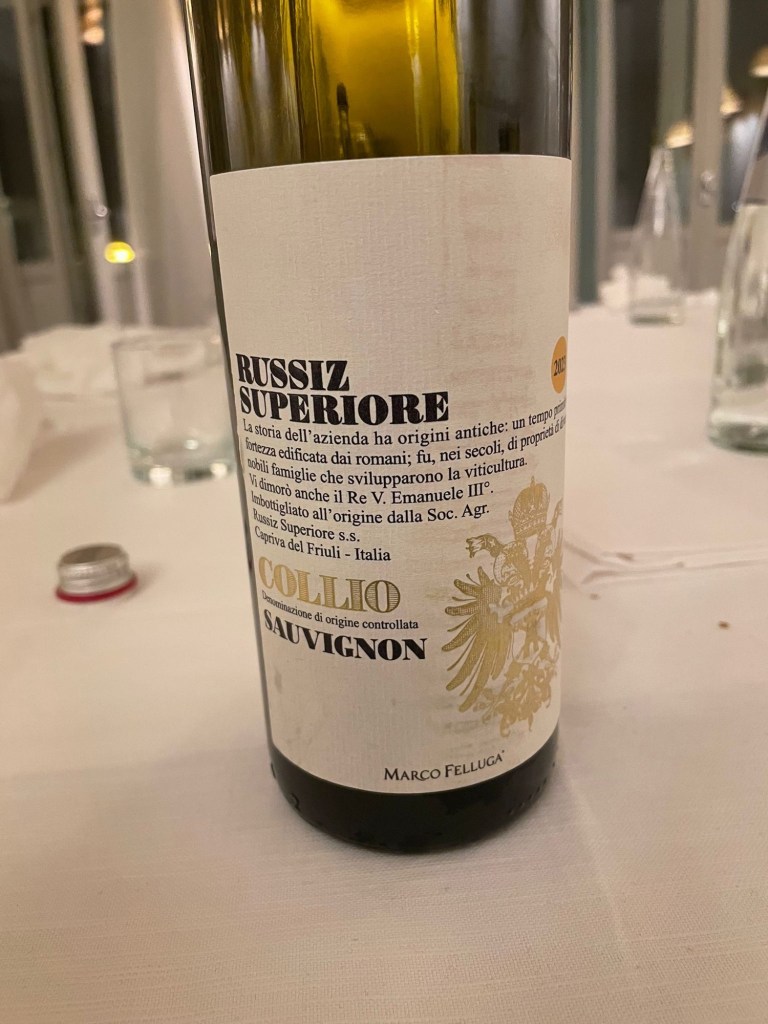 RUSSIZ
SUPERIORE
La storia dell'azienda ha origini antiche: un tempo
fortezza edificata dai romani; fu, nei secoli, di proprietà di
nobili famiglie che svilupparono la viticultura.
Vi dimorò anche il Re V. Emanuele III°.
Imbottigliato all'origine dalla Soc. Agr.
Russiz Superiore s.s.
Capriva del Friuli - Italia
COLLIO
Denominazione di origine controllata
SAUVIGNON
MARCO FELLUGA